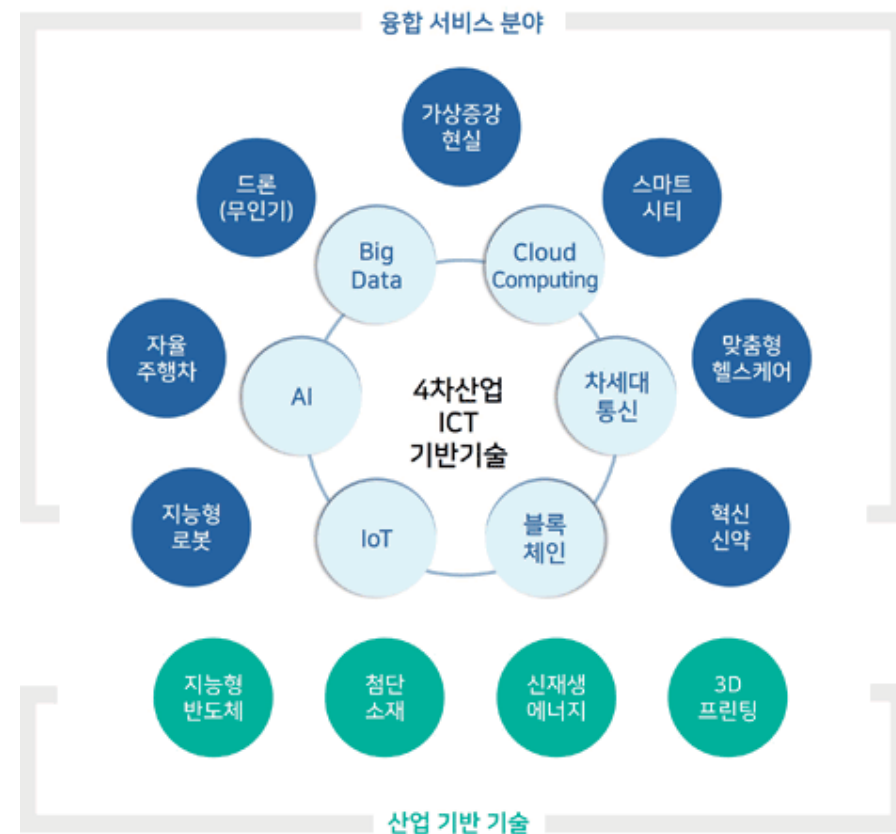 융합 서비스 분야
가상증강
현실
드론
(무인기)
스마트
시티
Big
Data
Cloud
Computing
자율
주행차
맞춤형
헬스케어
AI
4차산업
ICT
기반기술
차세대
통신
지능형
로봇
IoT
블록
체인
혁신
신약
지능형
반도체
첨단
소재
신재생
에너지
3D
프린팅
산업 기반 기술